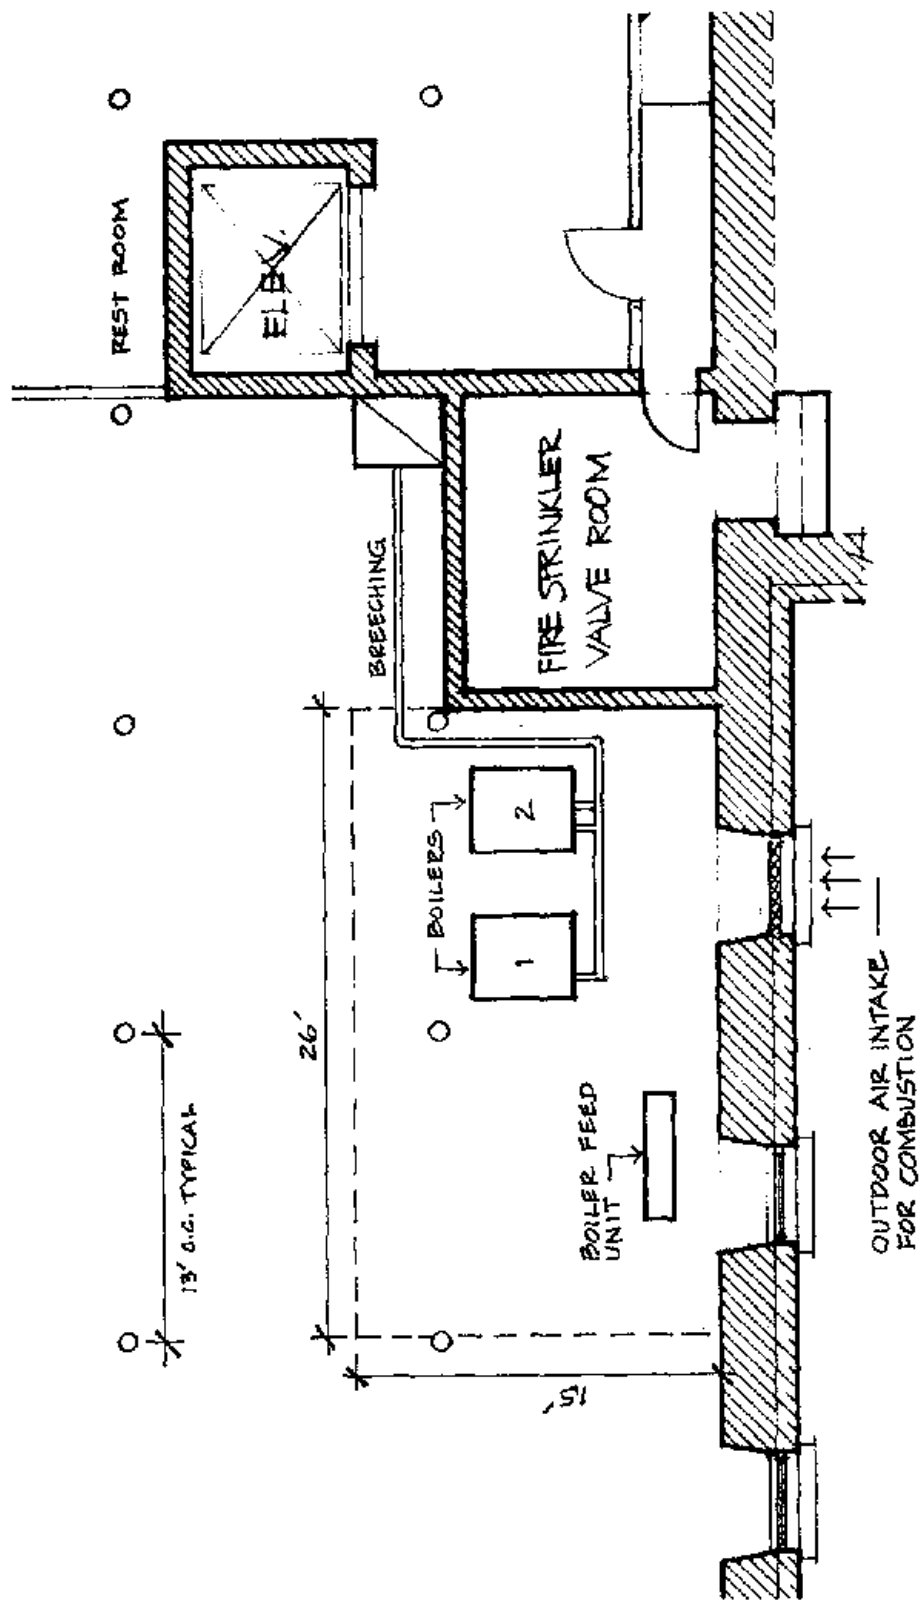 REST ROOM
ELEV.
FIRE SPRINKLER
VALVE ROOM
BREECHING
BOILERS
1
2
26'
13' O.C. TYPICAL
BOILER FEED
UNIT
15'
OUTDOOR AIR INTAKE
FOR COMBUSTION